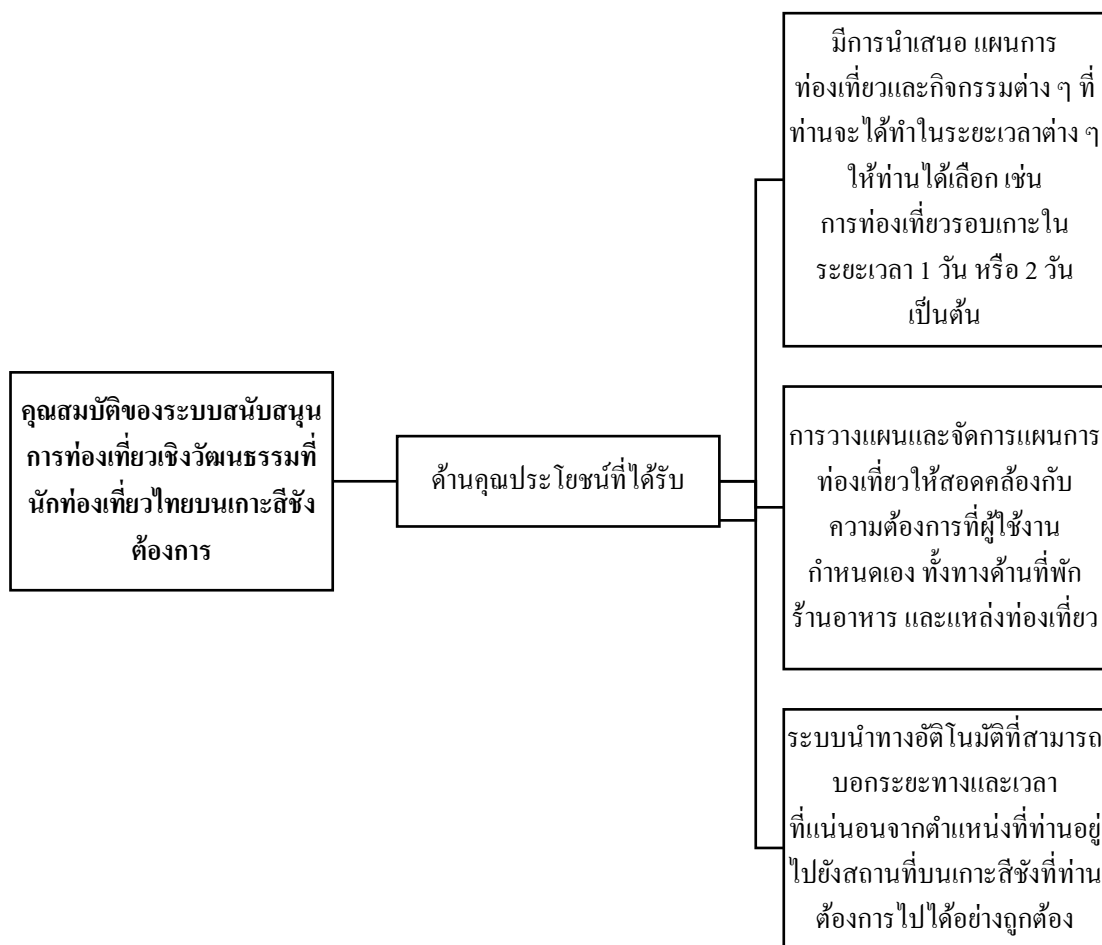 คุณสมบัติของระบบสนับสนุน
การท่องเที่ยวเชิงวัฒนธรรมที่
นักท่องเที่ยวไทยบนเกาะสีชัง
ต้องการ
ด้านคุณประโยชน์ที่ได้รับ
มีการนำเสนอ แผนการ
ท่องเที่ยวและกิจกรรมต่าง ๆ ที่
ท่านจะได้ทำในระยะเวลาต่าง ๆ
ให้ท่านได้เลือก เช่น
การท่องเที่ยวรอบเกาะใน
ระยะเวลา 1 วัน หรือ 2 วัน
เป็นต้น
การวางแผนและจัดการแผนการ
ท่องเที่ยวให้สอดคล้องกับ
ความต้องการที่ผู้ใช้งาน
กำหนดเอง ทั้งทางด้านที่พัก
ร้านอาหาร และแหล่งท่องเที่ยว
ระบบนำทางอัติโนมัติที่สามารถ
บอกระยะทางและเวลา
ที่แน่นอนจากตำแหน่งที่ท่านอยู่
ไปยังสถานที่บนเกาะสีชังที่ท่าน
ต้องการไปได้อย่างถูกต้อง